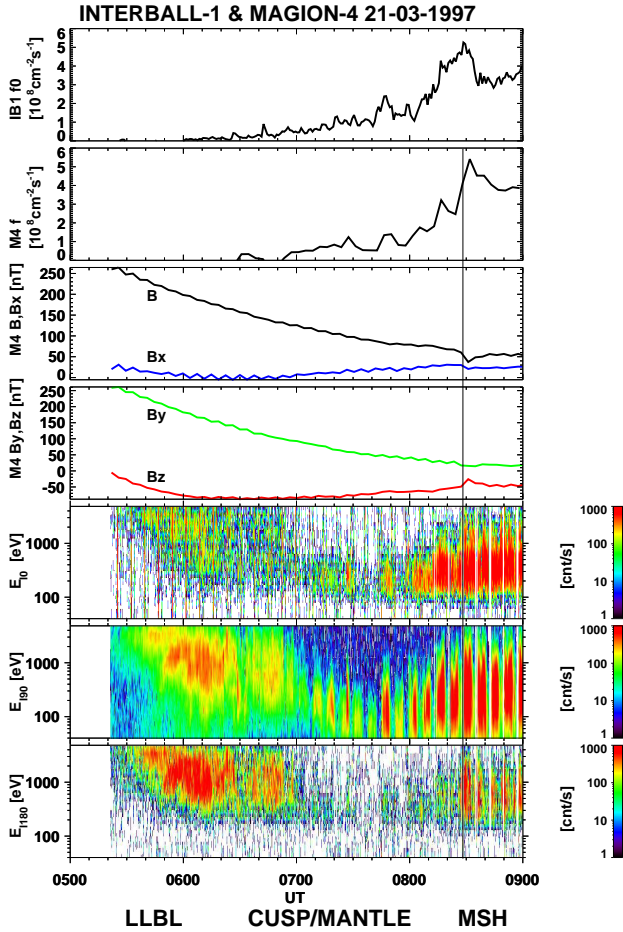 INTERBALL-1 & MAGION-4 21-03-1997
IB1 f0
[10⁸cm⁻²s⁻¹]
6
5
4
3
2
1
0
M4 f
[10⁸cm⁻²s⁻¹]
6
5
4
3
2
1
0
M4 B,Bx [nT]
250
200
150
100
50
0
B
Bx
M4 By,Bz [nT]
250
200
150
100
50
0
-50
By
Bz
E_I0 [eV]
1000
100
1000
100
10
1
[cnt/s]
E_I90 [eV]
1000
100
1000
100
10
1
[cnt/s]
E_I180 [eV]
1000
100
1000
100
10
1
[cnt/s]
0500 0600 0700 0800 0900
UT
LLBL CUSP/MANTLE MSH